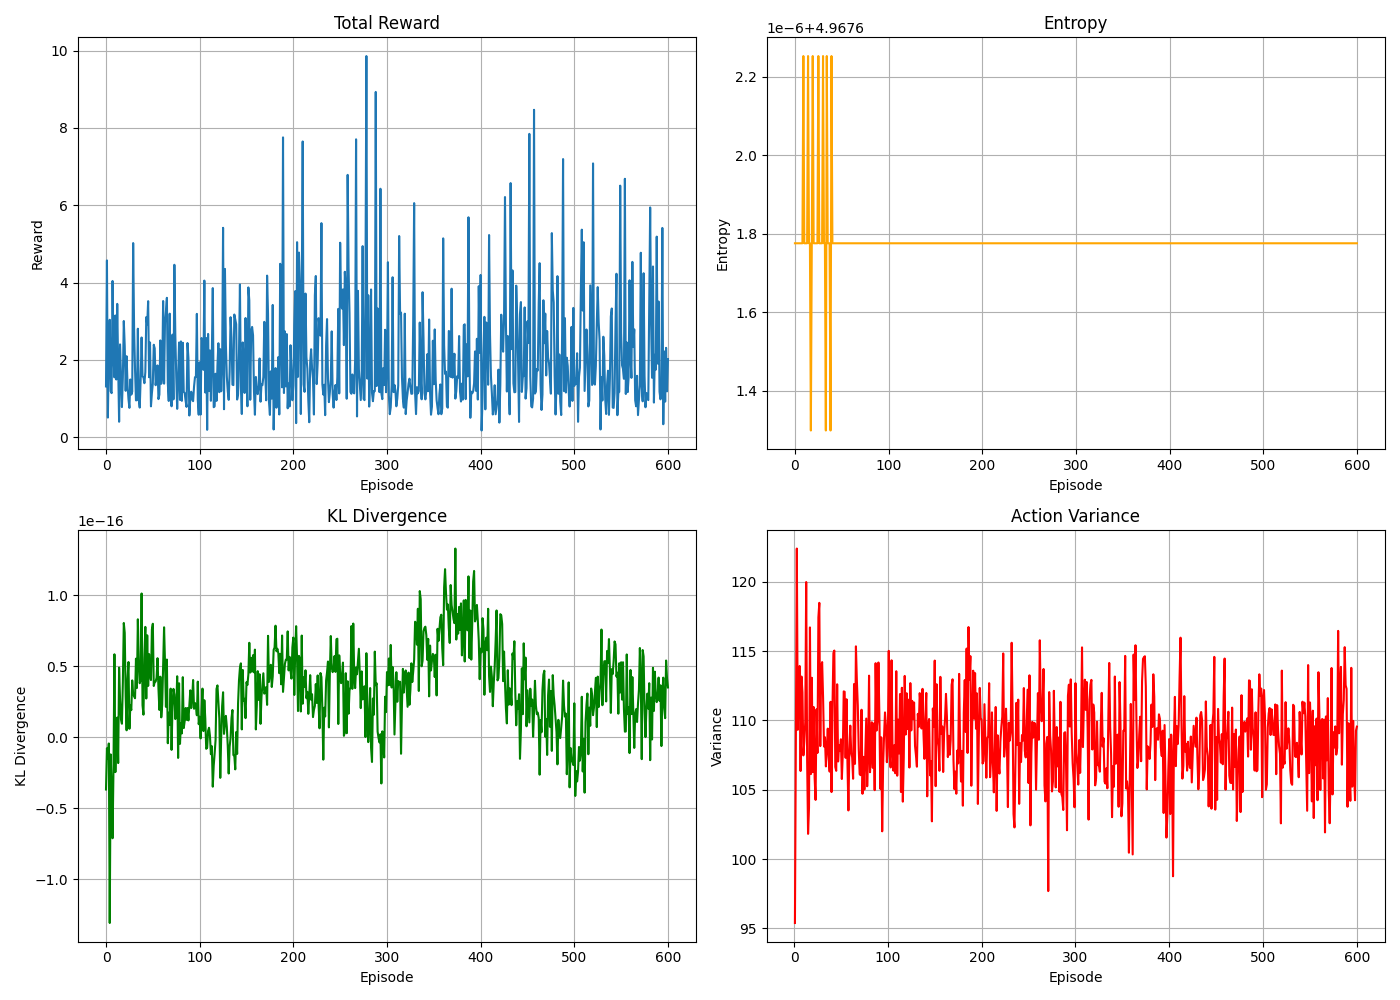 Total Reward
10
8
6
4
2
0
Reward
0 100 200 300 400 500 600
Episode
Entropy
1e−6+4.9676
2.2
2.0
1.8
1.6
1.4
Entropy
0 100 200 300 400 500 600
Episode
KL Divergence
1e−16
1.0
0.5
0.0
−0.5
−1.0
KL Divergence
0 100 200 300 400 500 600
Episode
Action Variance
120
115
110
105
100
95
Variance
0 100 200 300 400 500 600
Episode